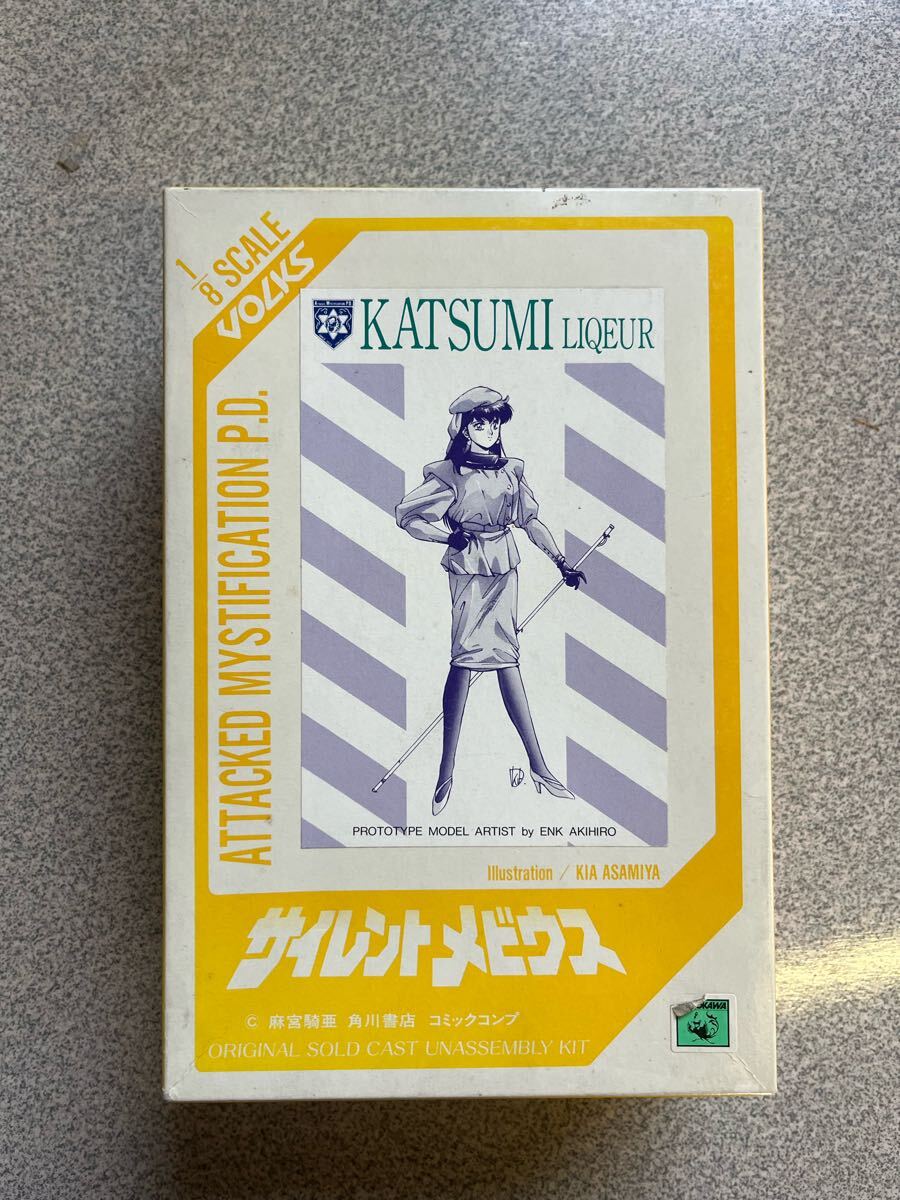 1/8 SCALE
VOLKS
ATTACKED MYSTIFICATION P.D.
KATSUMI LIQEUR
PROTOTYPE MODEL ARTIST by ENK AKIHIRO
Illustration / KIA ASAMIYA
サイレントメビウス
C 麻宮騎亜 角川書店 コミックコンプ
ORIGINAL SOLD CAST UNASSEMBLY KIT